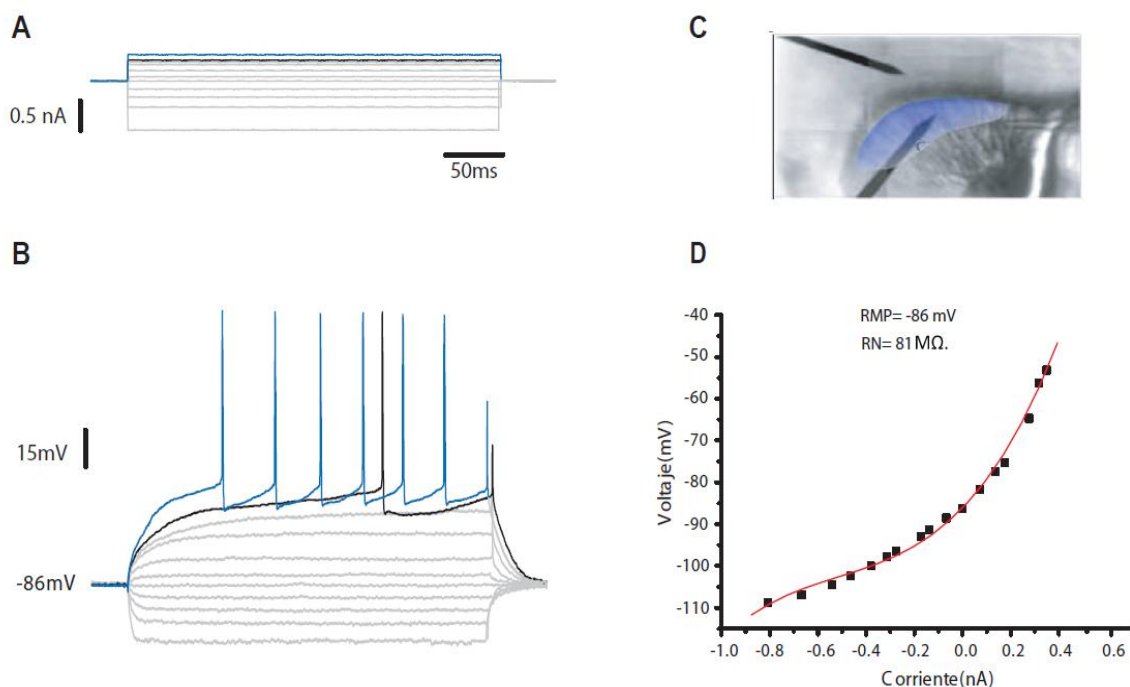 A
0.5 nA
50ms
B
15mV
-86mV
C
D
RMP= -86 mV
RN= 81MΩ.
Voltaje(mV)
-40
-50
-60
-70
-80
-90
-100
-110
-1.0 -0.8 -0.6 -0.4 -0.2 0.0 0.2 0.4 0.6
Corriente(nA)